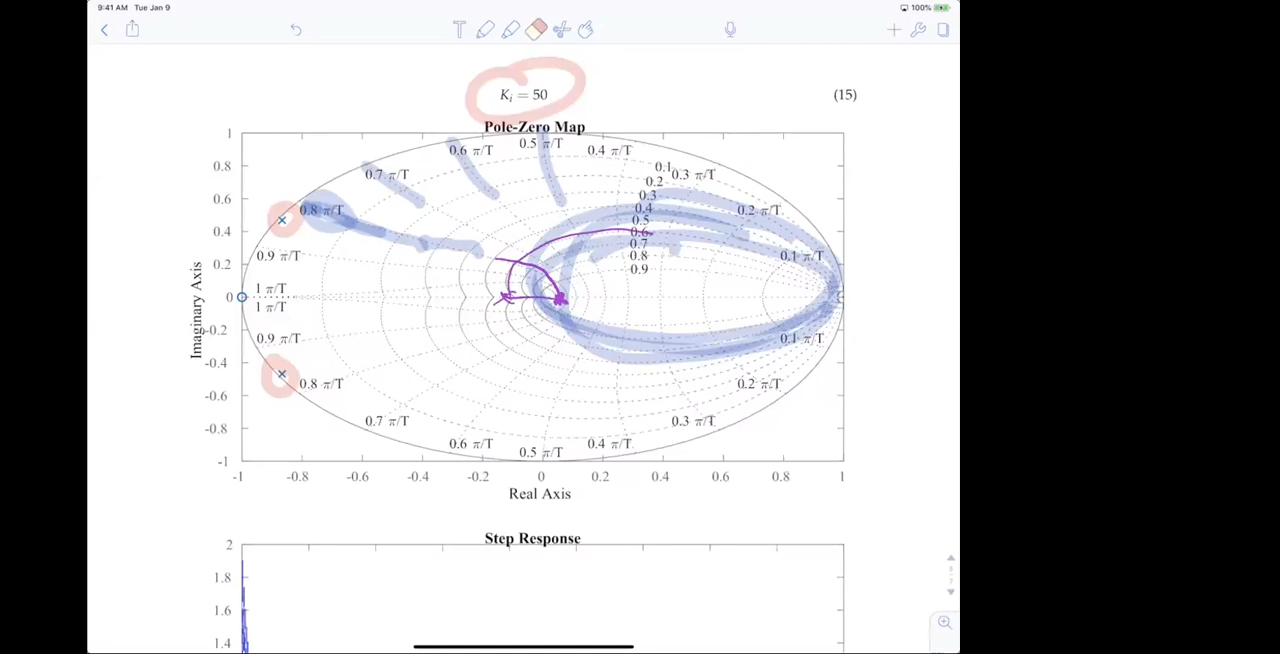 9:41 AM Tue Jan 9
100%
T
K_i = 50 (15)
Pole-Zero Map
1
0.8
0.6
0.4
0.2
0
-0.2
-0.4
-0.6
-0.8
-1
Imaginary Axis
0.5 π/T
0.6 π/T 0.4 π/T
0.7 π/T 0.1 0.3 π/T
0.2
0.8 π/T 0.3 0.2 π/T
0.4
0.5
0.6
0.9 π/T 0.7 0.1 π/T
0.8
0.9
1 π/T
1 π/T
0.9 π/T 0.1 π/T
0.8 π/T 0.2 π/T
0.7 π/T 0.3 π/T
0.6 π/T 0.4 π/T
0.5 π/T
-1 -0.8 -0.6 -0.4 -0.2 0 0.2 0.4 0.6 0.8 1
Real Axis
Step Response
2
1.8
1.6
1.4